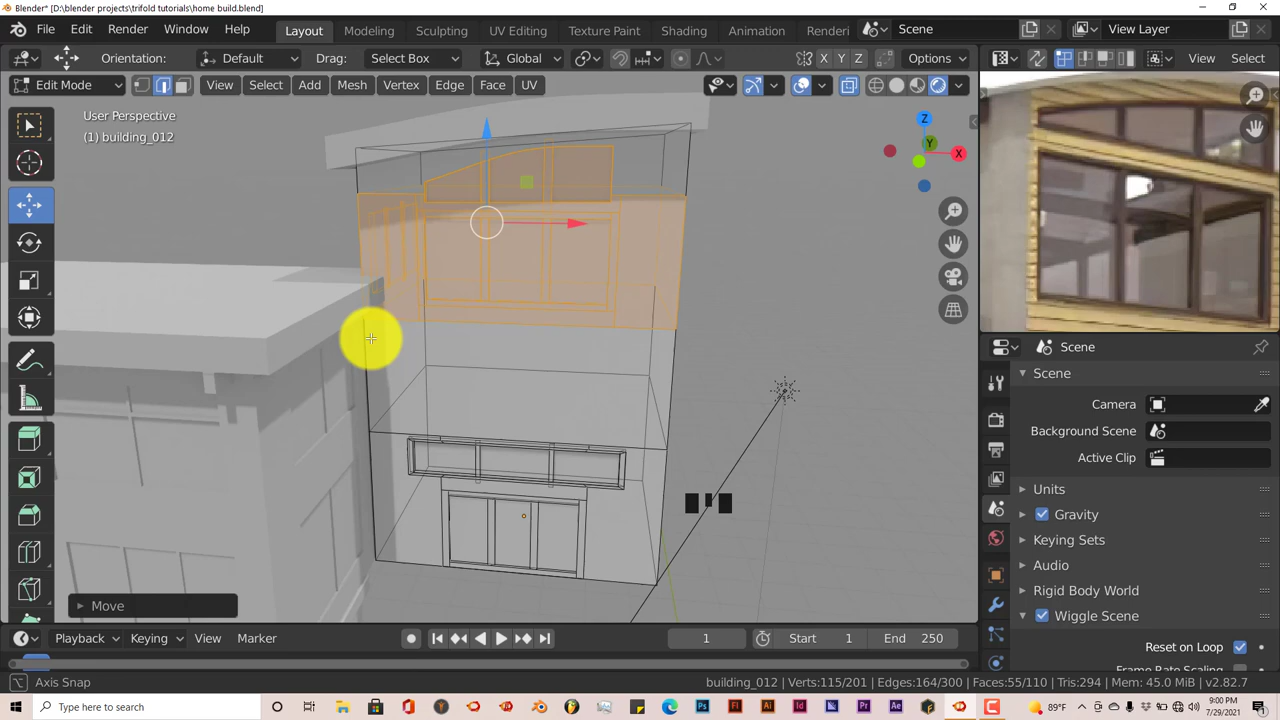 Blender* [D:\blender projects\trifold tutorials\home build.blend]
File Edit Render Window Help Layout Modeling Sculpting UV Editing Texture Paint Shading Animation Renderi Scene View Layer
Orientation: Default Drag: Select Box Global X Y Z Options View Select
Edit Mode View Select Add Mesh Vertex Edge Face UV
User Perspective
(1) building_012
Z
Y
X
Scene
Scene
Camera
Background Scene
Active Clip
Units
Gravity
Keying Sets
Audio
Rigid Body World
Wiggle Scene
Reset on Loop
Frame Rate Scaling
Move
Playback Keying View Marker 1 Start 1 End 250
Axis Snap building_012 | Verts:115/201 | Edges:164/300 | Faces:55/110 | Tris:294 | Mem: 45.0 MiB | v2.82.7
Type here to search 89°F 9:00 PM
7/29/2021